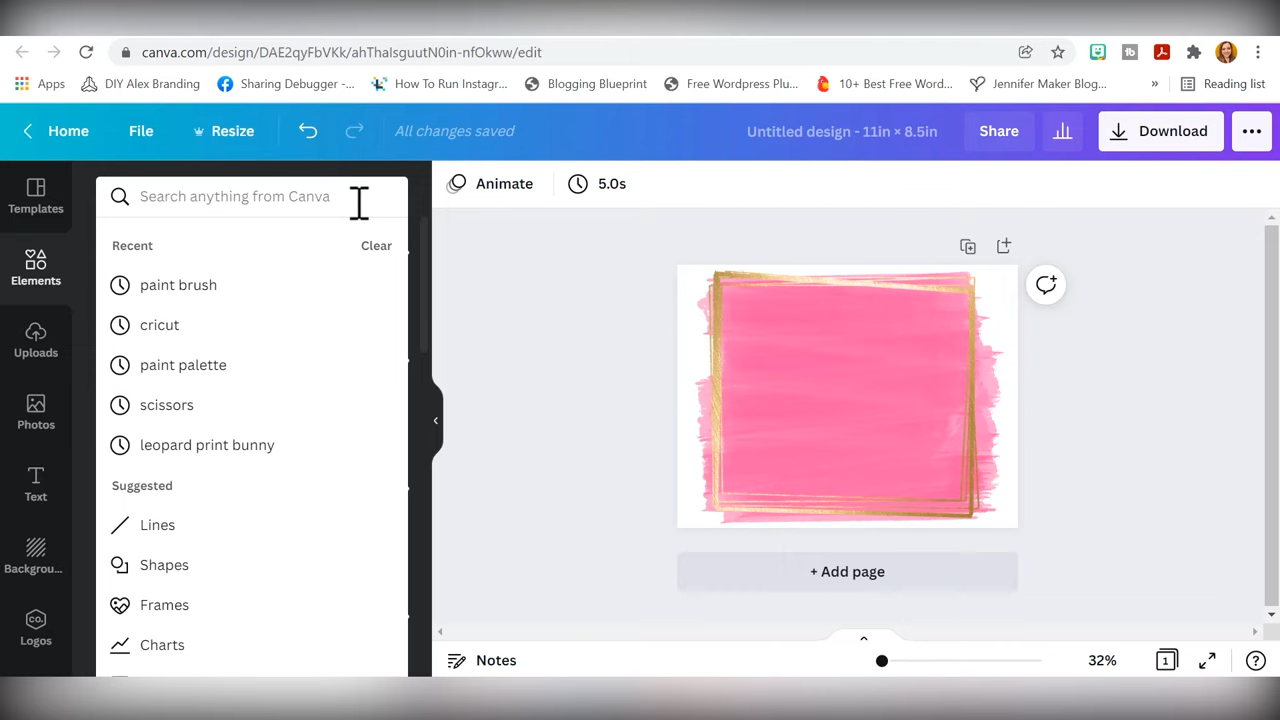 canva.com/design/DAE2qyFbVKk/ahThaIsguutN0in-nfOkww/edit
Apps DIY Alex Branding Sharing Debugger -... How To Run Instagr... Blogging Blueprint Free Wordpress Plu... 10+ Best Free Word... Jennifer Maker Blog... » Reading list
Home File Resize All changes saved Untitled design - 11in × 8.5in Share Download
Templates
Elements
Uploads
Photos
Text
Backgrou...
CO.
Logos
Search anything from Canva
Recent Clear
paint brush
cricut
paint palette
scissors
leopard print bunny
Suggested
Lines
Shapes
Frames
Charts
Animate 5.0s
+ Add page
Notes 32% 1 ?